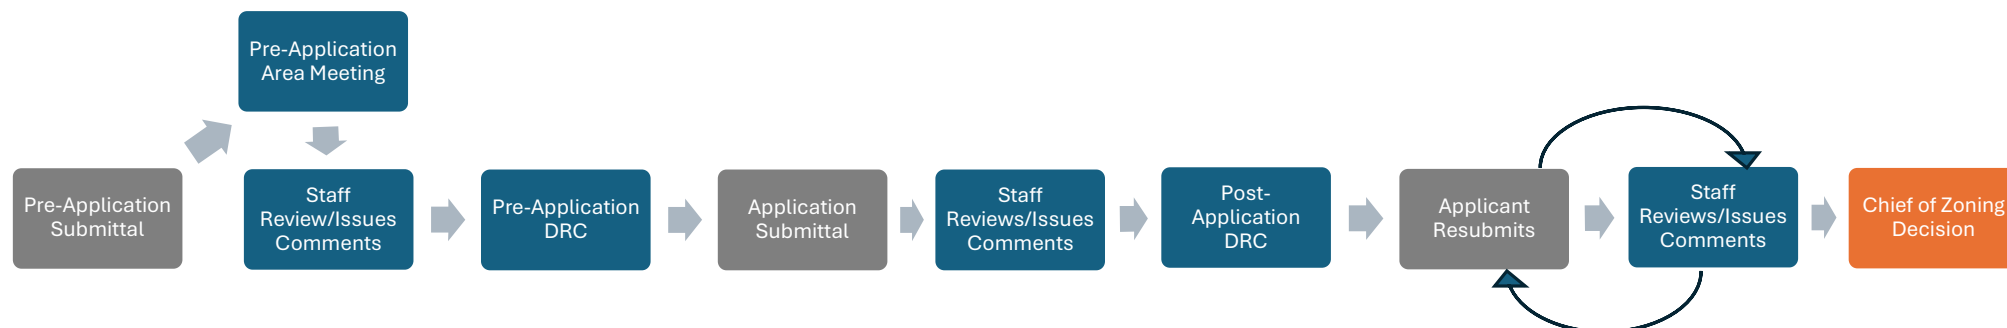 Pre-Application
Area Meeting
Pre-Application
Submittal
Staff
Review/Issues
Comments
Pre-Application
DRC
Application
Submittal
Staff
Reviews/Issues
Comments
Post-
Application
DRC
Applicant
Resubmits
Staff
Reviews/Issues
Comments
Chief of Zoning
Decision